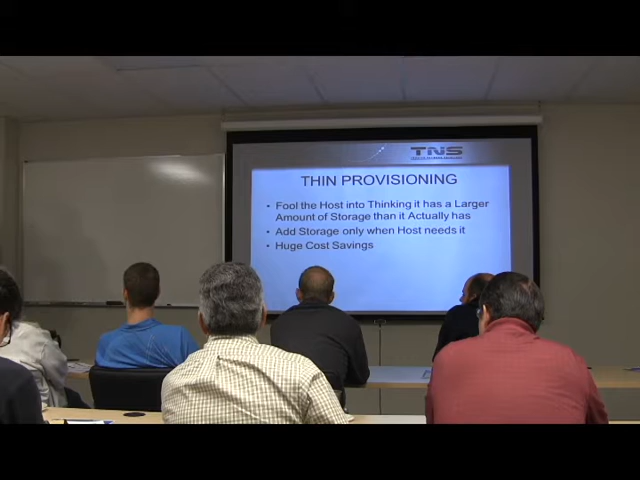 TNS
THIN PROVISIONING
• Fool the Host into Thinking it has a Larger
Amount of Storage than it Actually has
• Add Storage only when Host needs it
• Huge Cost Savings